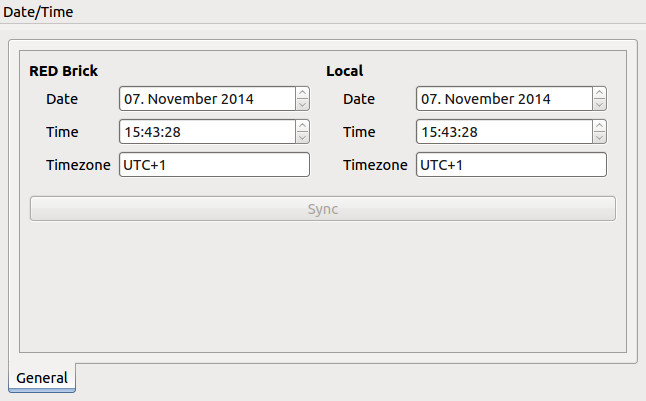 Date/Time
RED Brick Local
Date 07. November 2014 Date 07. November 2014
Time 15:43:28 Time 15:43:28
Timezone UTC+1 Timezone UTC+1
Sync
General